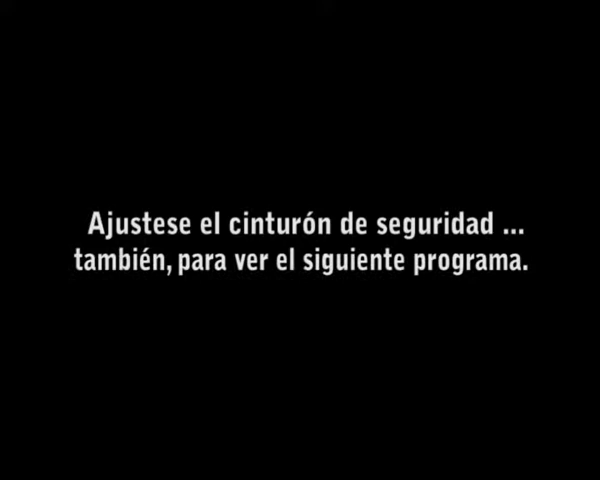 Ajustese el cinturón de seguridad ...
también, para ver el siguiente programa.